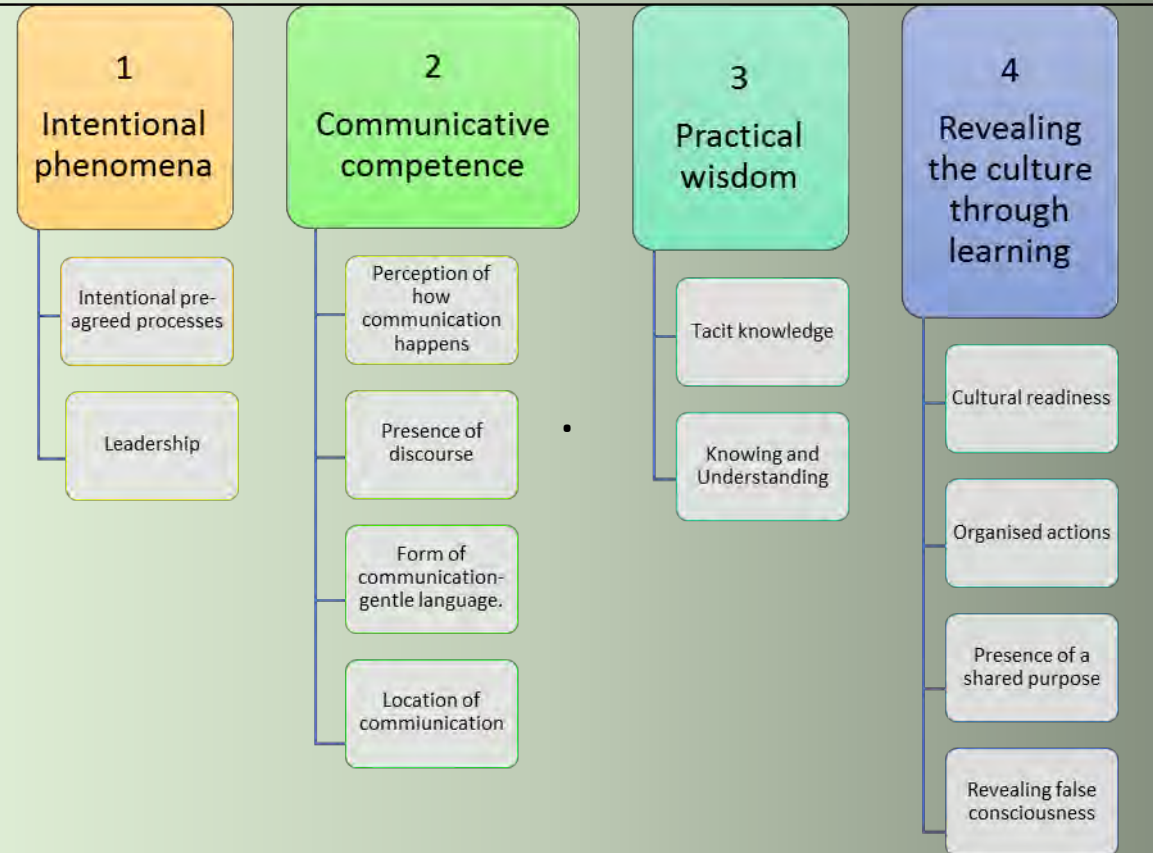 1
Intentional
phenomena
Intentional pre-
agreed processes
Leadership
2
Communicative
competence
Perception of
how
communication
happens
Presence of
discourse
Form of
communication-
gentle language.
Location of
commiunication
.
3
Practical
wisdom
Tacit knowledge
Knowing and
Understanding
4
Revealing
the culture
through
learning
Cultural readiness
Organised actions
Presence of a
shared purpose
Revealing false
consciousness